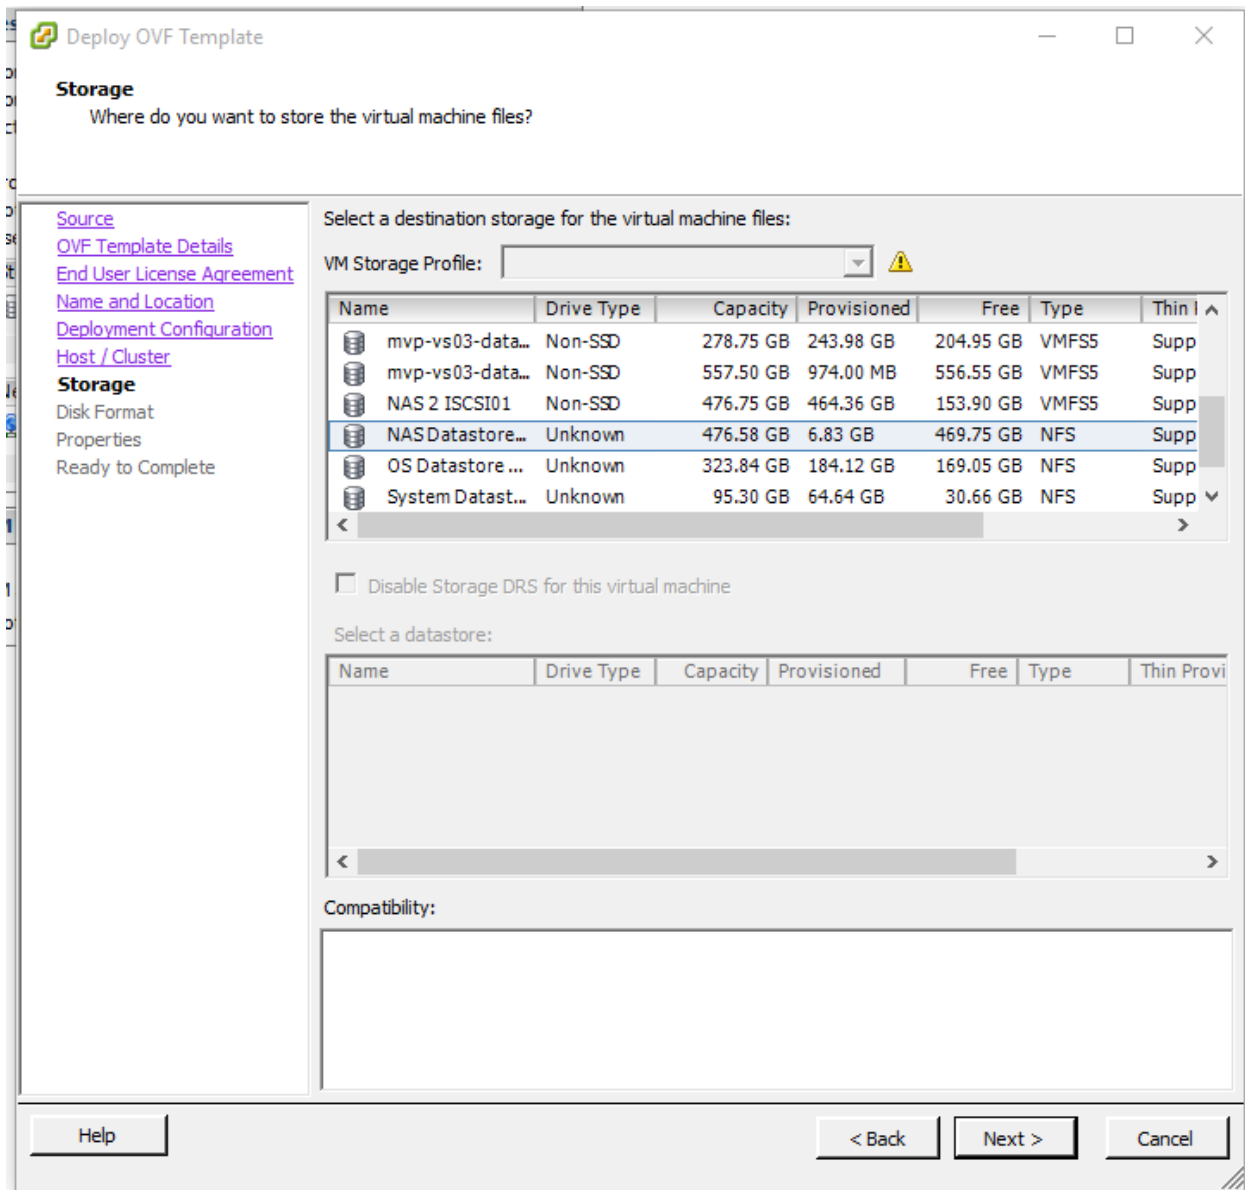 Deploy OVF Template
Storage
Where do you want to store the virtual machine files?
Source
OVF Template Details
End User License Agreement
Name and Location
Deployment Configuration
Host / Cluster
Storage
Disk Format
Properties
Ready to Complete
Select a destination storage for the virtual machine files:
VM Storage Profile:
Name Drive Type Capacity Provisioned Free Type Thin
mvp-vs03-data... Non-SSD 278.75 GB 243.98 GB 204.95 GB VMFS5 Supp
mvp-vs03-data... Non-SSD 557.50 GB 974.00 MB 556.55 GB VMFS5 Supp
NAS 2 ISCSI01 Non-SSD 476.75 GB 464.36 GB 153.90 GB VMFS5 Supp
NAS Datastore... Unknown 476.58 GB 6.83 GB 469.75 GB NFS Supp
OS Datastore ... Unknown 323.84 GB 184.12 GB 169.05 GB NFS Supp
System Datast... Unknown 95.30 GB 64.64 GB 30.66 GB NFS Supp
Disable Storage DRS for this virtual machine
Select a datastore:
Name Drive Type Capacity Provisioned Free Type Thin Provi
Compatibility:
Help
< Back
Next >
Cancel